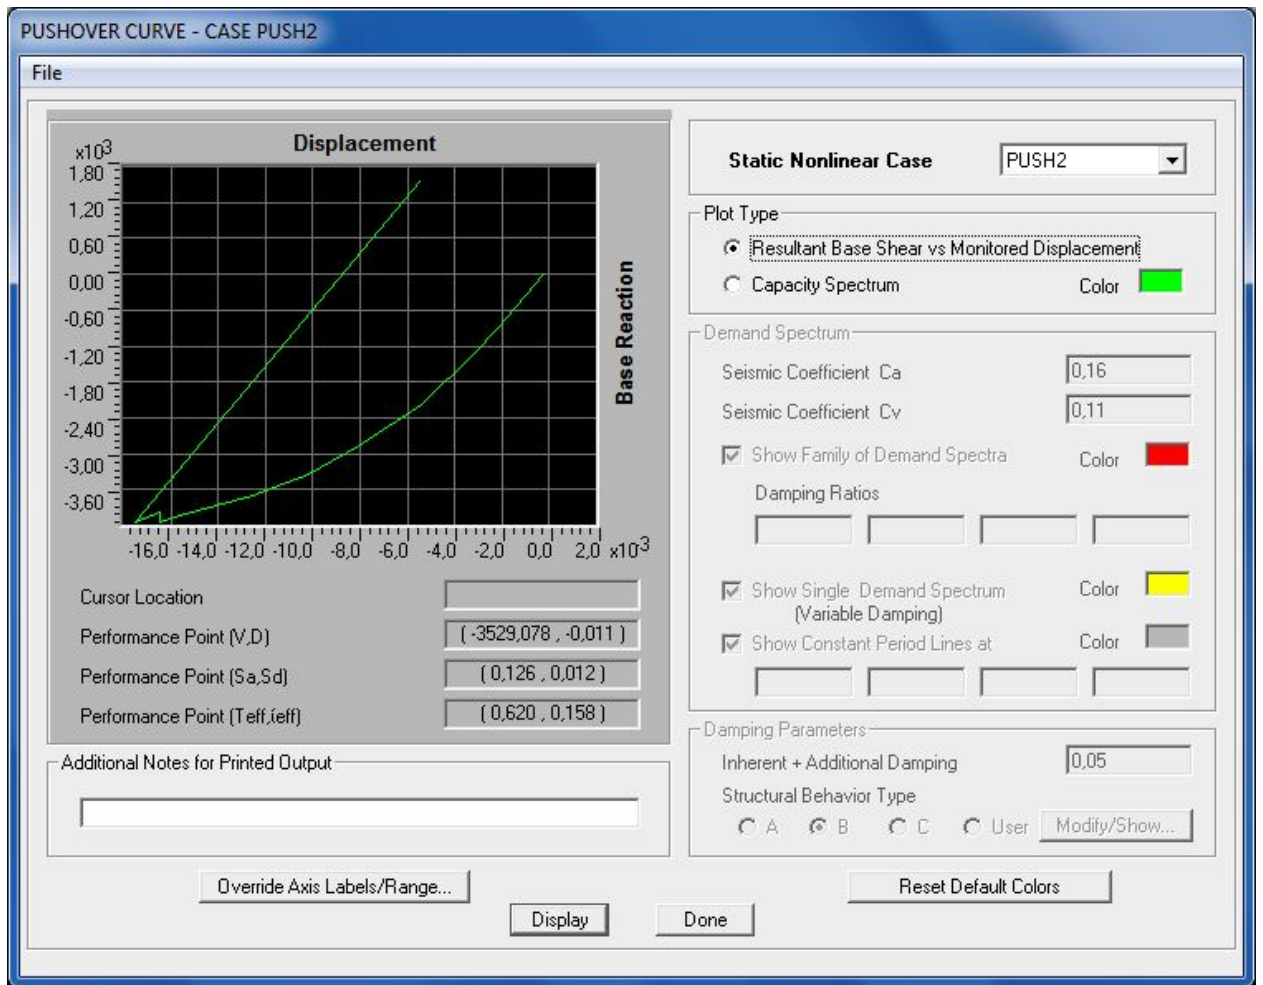 PUSHOVER CURVE - CASE PUSH2
File
Displacement
x10³
1,80
1,20
0,60
0,00
-0,60
-1,20
-1,80
-2,40
-3,00
-3,60
Base Reaction
-16,0 -14,0 -12,0 -10,0 -8,0 -6,0 -4,0 -2,0 0,0 2,0 x10⁻³
Cursor Location
Performance Point (V,D) ( -3529,078 , -0,011 )
Performance Point (Sa,Sd) ( 0,126 , 0,012 )
Performance Point (Teff,íeff) ( 0,620 , 0,158 )
Additional Notes for Printed Output
Static Nonlinear Case PUSH2
Plot Type
Resultant Base Shear vs Monitored Displacement
Capacity Spectrum Color
Demand Spectrum
Seismic Coefficient Ca 0,16
Seismic Coefficient Cv 0,11
Show Family of Demand Spectra Color
Damping Ratios
Show Single Demand Spectrum Color
(Variable Damping)
Show Constant Period Lines at Color
Damping Parameters
Inherent + Additional Damping 0,05
Structural Behavior Type
A B C User Modify/Show...
Override Axis Labels/Range... Reset Default Colors
Display Done